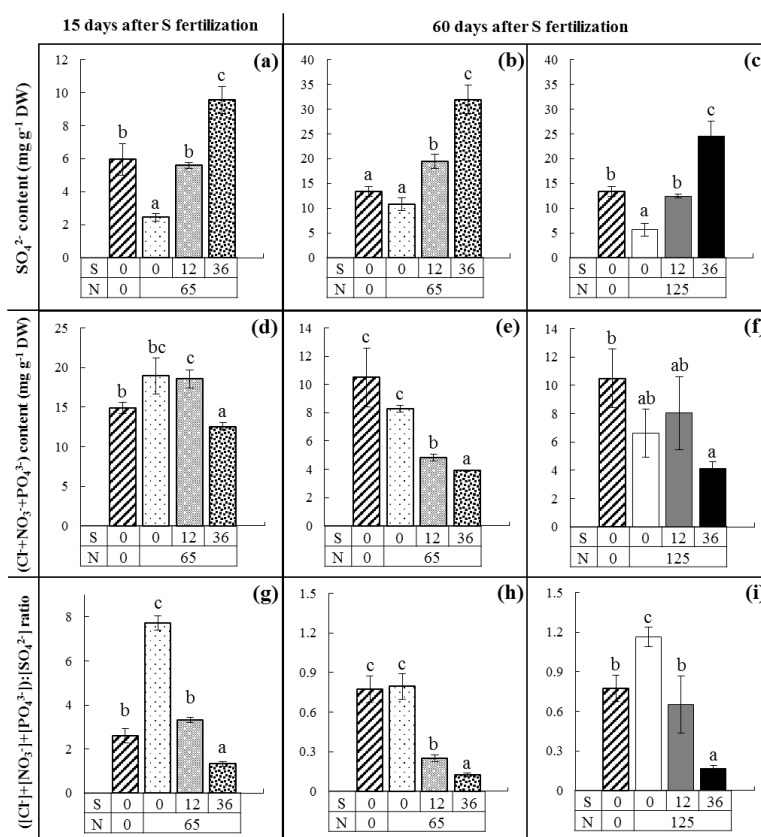 15 days after S fertilization
60 days after S fertilization
SO₄²⁻ content (mg g⁻¹ DW)
(a)
12
10
8
6
4
2
0
b
a
b
c
S 0 0 12 36
N 0 65
(b)
40
35
30
25
20
15
10
5
0
a
a
b
c
S 0 0 12 36
N 0 65
(c)
40
35
30
25
20
15
10
5
0
b
a
b
c
S 0 0 12 36
N 0 125
(Cl⁻+NO₃⁻+PO₄³⁻) content (mg g⁻¹ DW)
(d)
25
20
15
10
5
0
b
bc
c
a
S 0 0 12 36
N 0 65
(e)
14
12
10
8
6
4
2
0
c
c
b
a
S 0 0 12 36
N 0 65
(f)
14
12
10
8
6
4
2
0
b
ab
ab
a
S 0 0 12 36
N 0 125
([Cl⁻]+[NO₃⁻]+[PO₄³⁻]):[SO₄²⁻] ratio
(g)
8
6
4
2
0
b
c
b
a
S 0 0 12 36
N 0 65
(h)
1.5
1.2
0.9
0.6
0.3
0
c
c
b
a
S 0 0 12 36
N 0 65
(i)
1.5
1.2
0.9
0.6
0.3
0
b
c
b
a
S 0 0 12 36
N 0 125